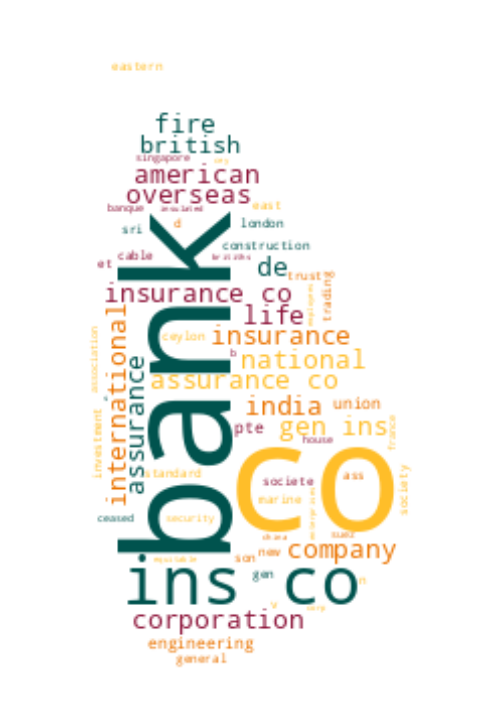 eastern
fire
british
singapore
american
overseas
banque
east
sri
d
london
construction
et
cable
de
trust
trading
insurance co
life
international
association
ceylon
insurance
b
national
assurance co
assurance
bank
india
union
pte
gen ins
house
france
investment
standard
co
societe
ass
society
marine
ceased
security
china
suez
son
new
company
equitable
gen
ins co
n
v
corp
corporation
engineering
general